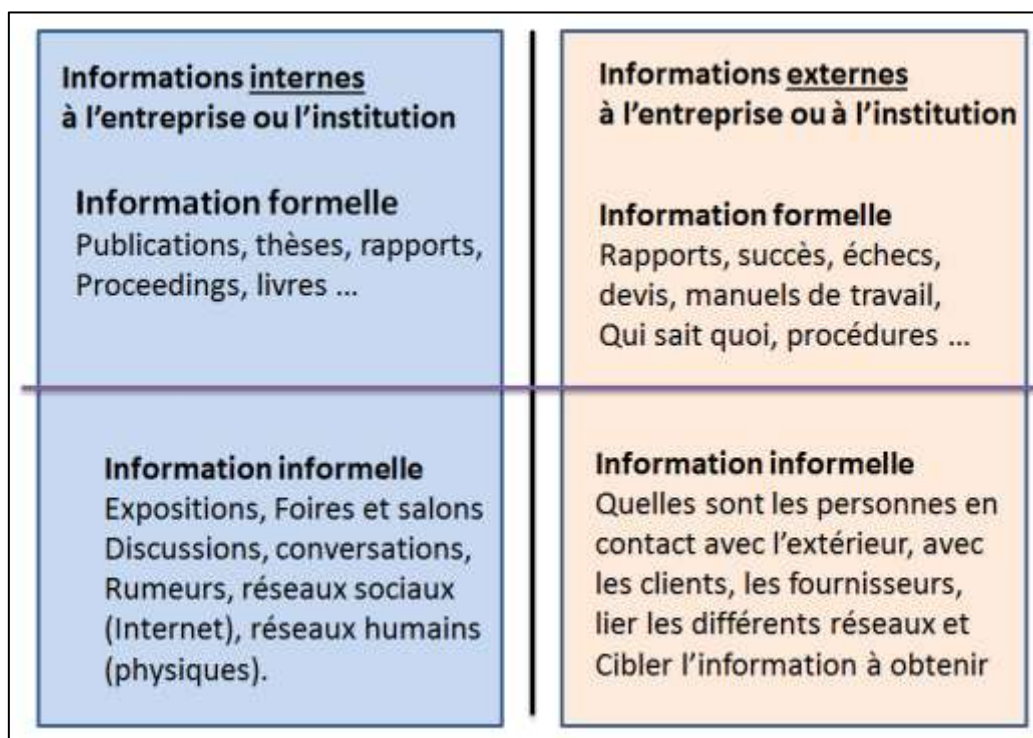 Informations internes
à l'entreprise ou l'institution
Information formelle
Publications, thèses, rapports,
Proceedings, livres ...
Information informelle
Expositions, Foires et salons
Discussions, conversations,
Rumeurs, réseaux sociaux
(Internet), réseaux humains
(physiques).
Informations externes
à l'entreprise ou à l'institution
Information formelle
Rapports, succès, échecs,
devis, manuels de travail,
Qui sait quoi, procédures ...
Information informelle
Quelles sont les personnes en
contact avec l'extérieur, avec
les clients, les fournisseurs,
lier les différents réseaux et
Cibler l'information à obtenir